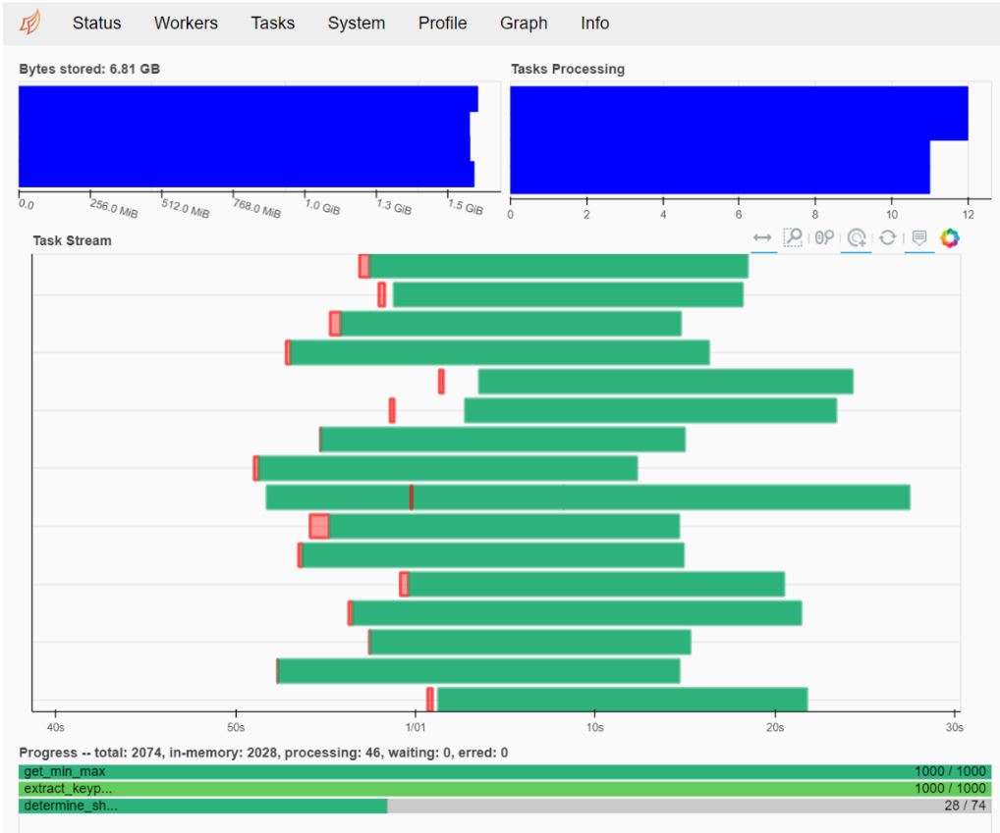 Status Workers Tasks System Profile Graph Info
Bytes stored: 6.81 GB
Tasks Processing
0.0 256.0 MiB 512.0 MiB 768.0 MiB 1.0 GiB 1.3 GiB 1.5 GiB
0 2 4 6 8 10 12
Task Stream
40s 50s 1/01 10s 20s 30s
Progress -- total: 2074, in-memory: 2028, processing: 46, waiting: 0, erred: 0
get_min_max 1000 / 1000
extract_keyp... 1000 / 1000
determine_sh... 28 / 74